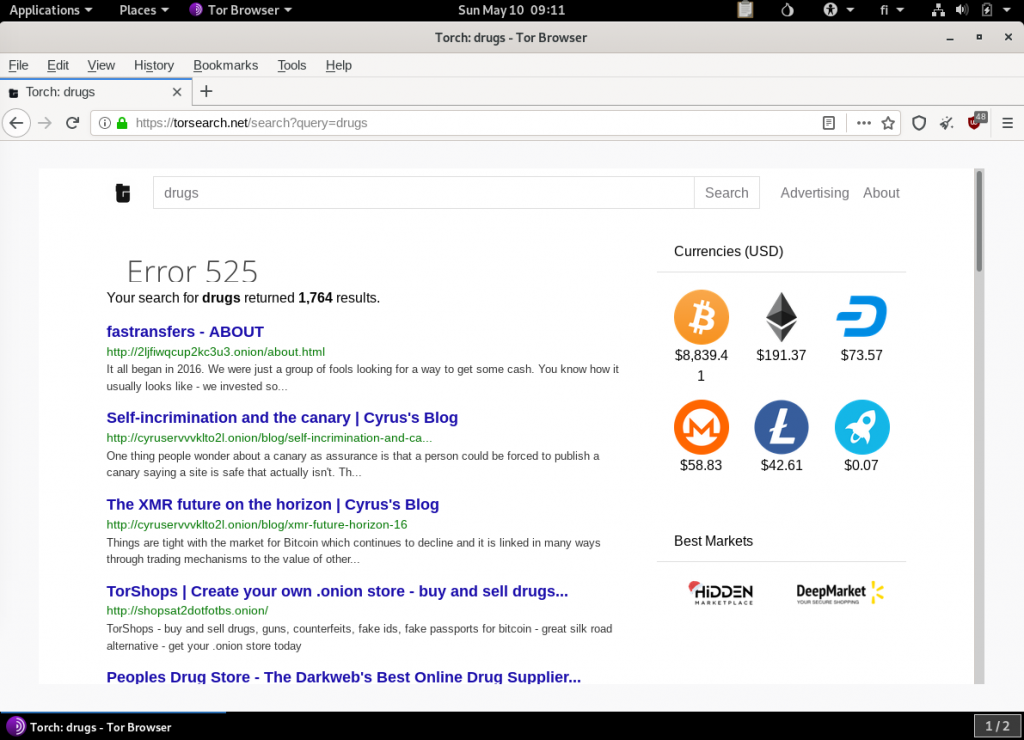 Applications Places Tor Browser Sun May 10 09:11 fi
Torch: drugs - Tor Browser
File Edit View History Bookmarks Tools Help
Torch: drugs
https://torsearch.net/search?query=drugs
48
drugs Search Advertising About
Error 525
Your search for drugs returned 1,764 results.
fastransfers - ABOUT
http://2ljfiwqcup2kc3u3.onion/about.html
It all began in 2016. We were just a group of fools looking for a way to get some cash. You know how it
usually looks like - we invested so...
Self-incrimination and the canary | Cyrus's Blog
http://cyruservvvklto2l.onion/blog/self-incrimination-and-ca...
One thing people wonder about a canary as assurance is that a person could be forced to publish a
canary saying a site is safe that actually isn't. Th...
The XMR future on the horizon | Cyrus's Blog
http://cyruservvvklto2l.onion/blog/xmr-future-horizon-16
Things are tight with the market for Bitcoin which continues to decline and it is linked in many ways
through trading mechanisms to the value of other...
TorShops | Create your own .onion store - buy and sell drugs...
http://shopsat2dotfotbs.onion/
TorShops - buy and sell drugs, guns, counterfeits, fake ids, fake passports for bitcoin - great silk road
alternative - get your .onion store today
Peoples Drug Store - The Darkweb's Best Online Drug Supplier...
Currencies (USD)
$8,839.4
1
$191.37
$73.57
$58.83
$42.61
$0.07
Best Markets
HiDDEN
MARKETPLACE
DeepMarket
YOUR SECURE SHOPPING
Torch: drugs - Tor Browser
1 / 2